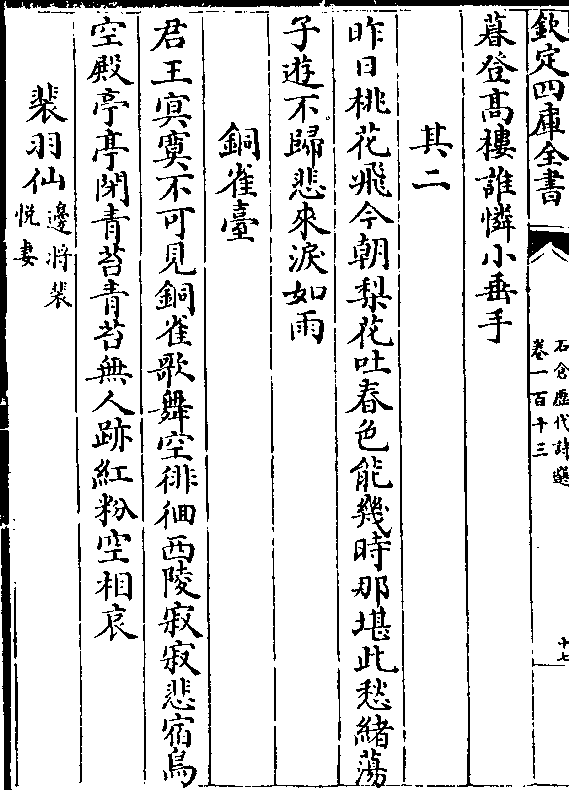 欽定四庫全書
石倉歷代詩選
卷一百十三
十七
暮登高樓誰憐小垂手
其二
昨日桃花飛今朝梨花吐春色能幾時那堪此愁緒蕩
子遊不歸悲來淚如雨
銅雀臺
君王冥寞不可見銅雀歌舞空徘徊西陵寂寂悲宿鳥
空殿亭亭閉青苔青苔無人跡紅粉空相哀
裴羽仙邊將裴
悅妻